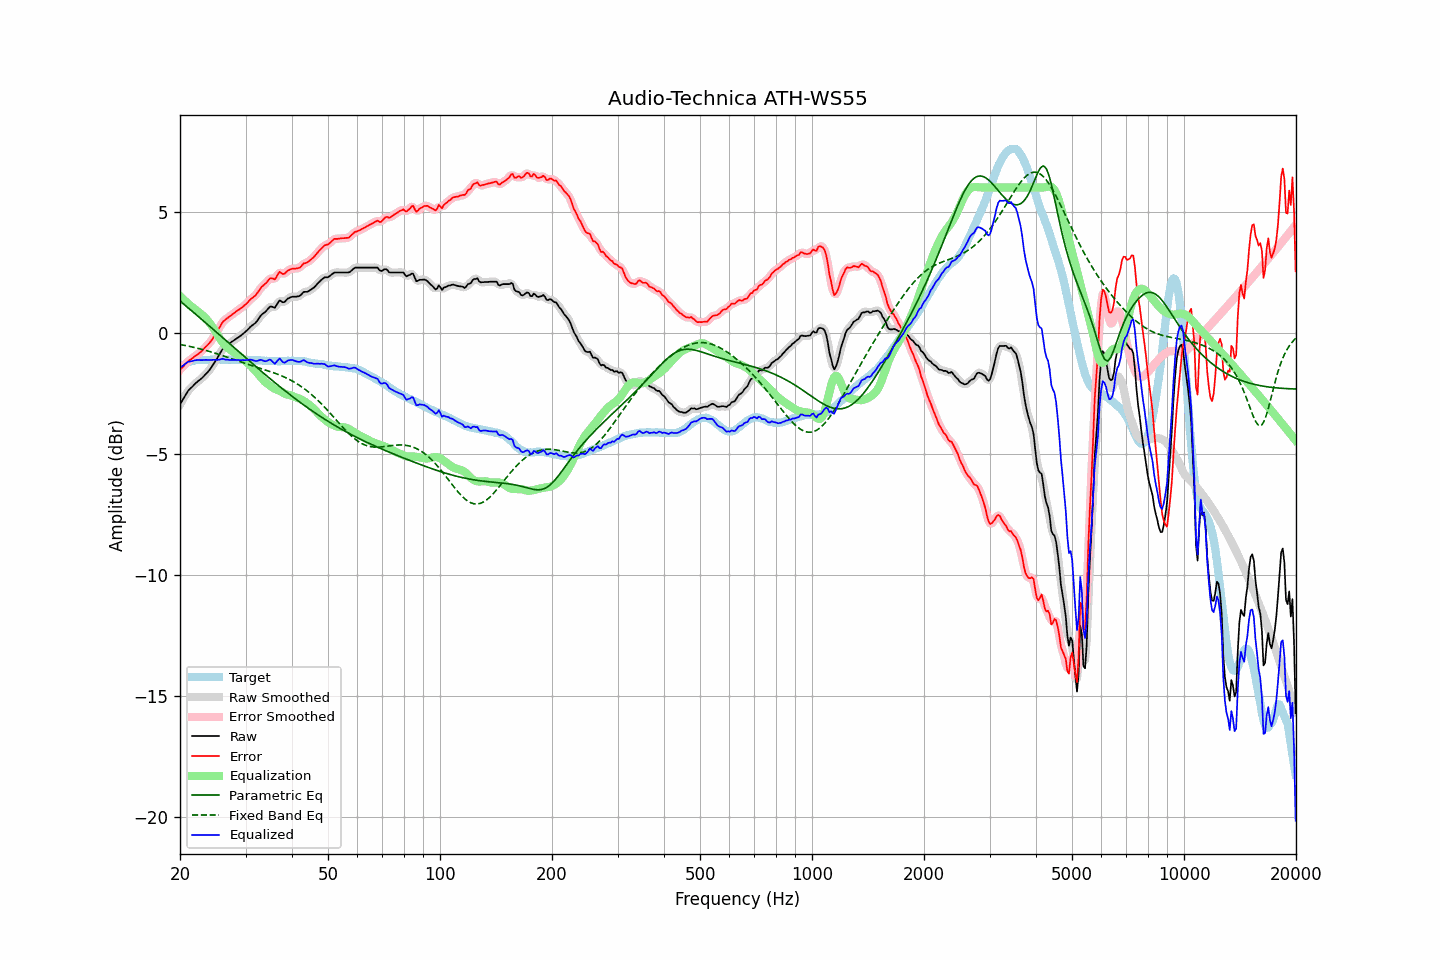 Audio-Technica ATH-WS55
Amplitude (dBr)
5
0
−5
−10
−15
−20
Target
Raw Smoothed
Error Smoothed
Raw
Error
Equalization
Parametric Eq
Fixed Band Eq
Equalized
20 50 100 200 500 1000 2000 5000 10000 20000
Frequency (Hz)